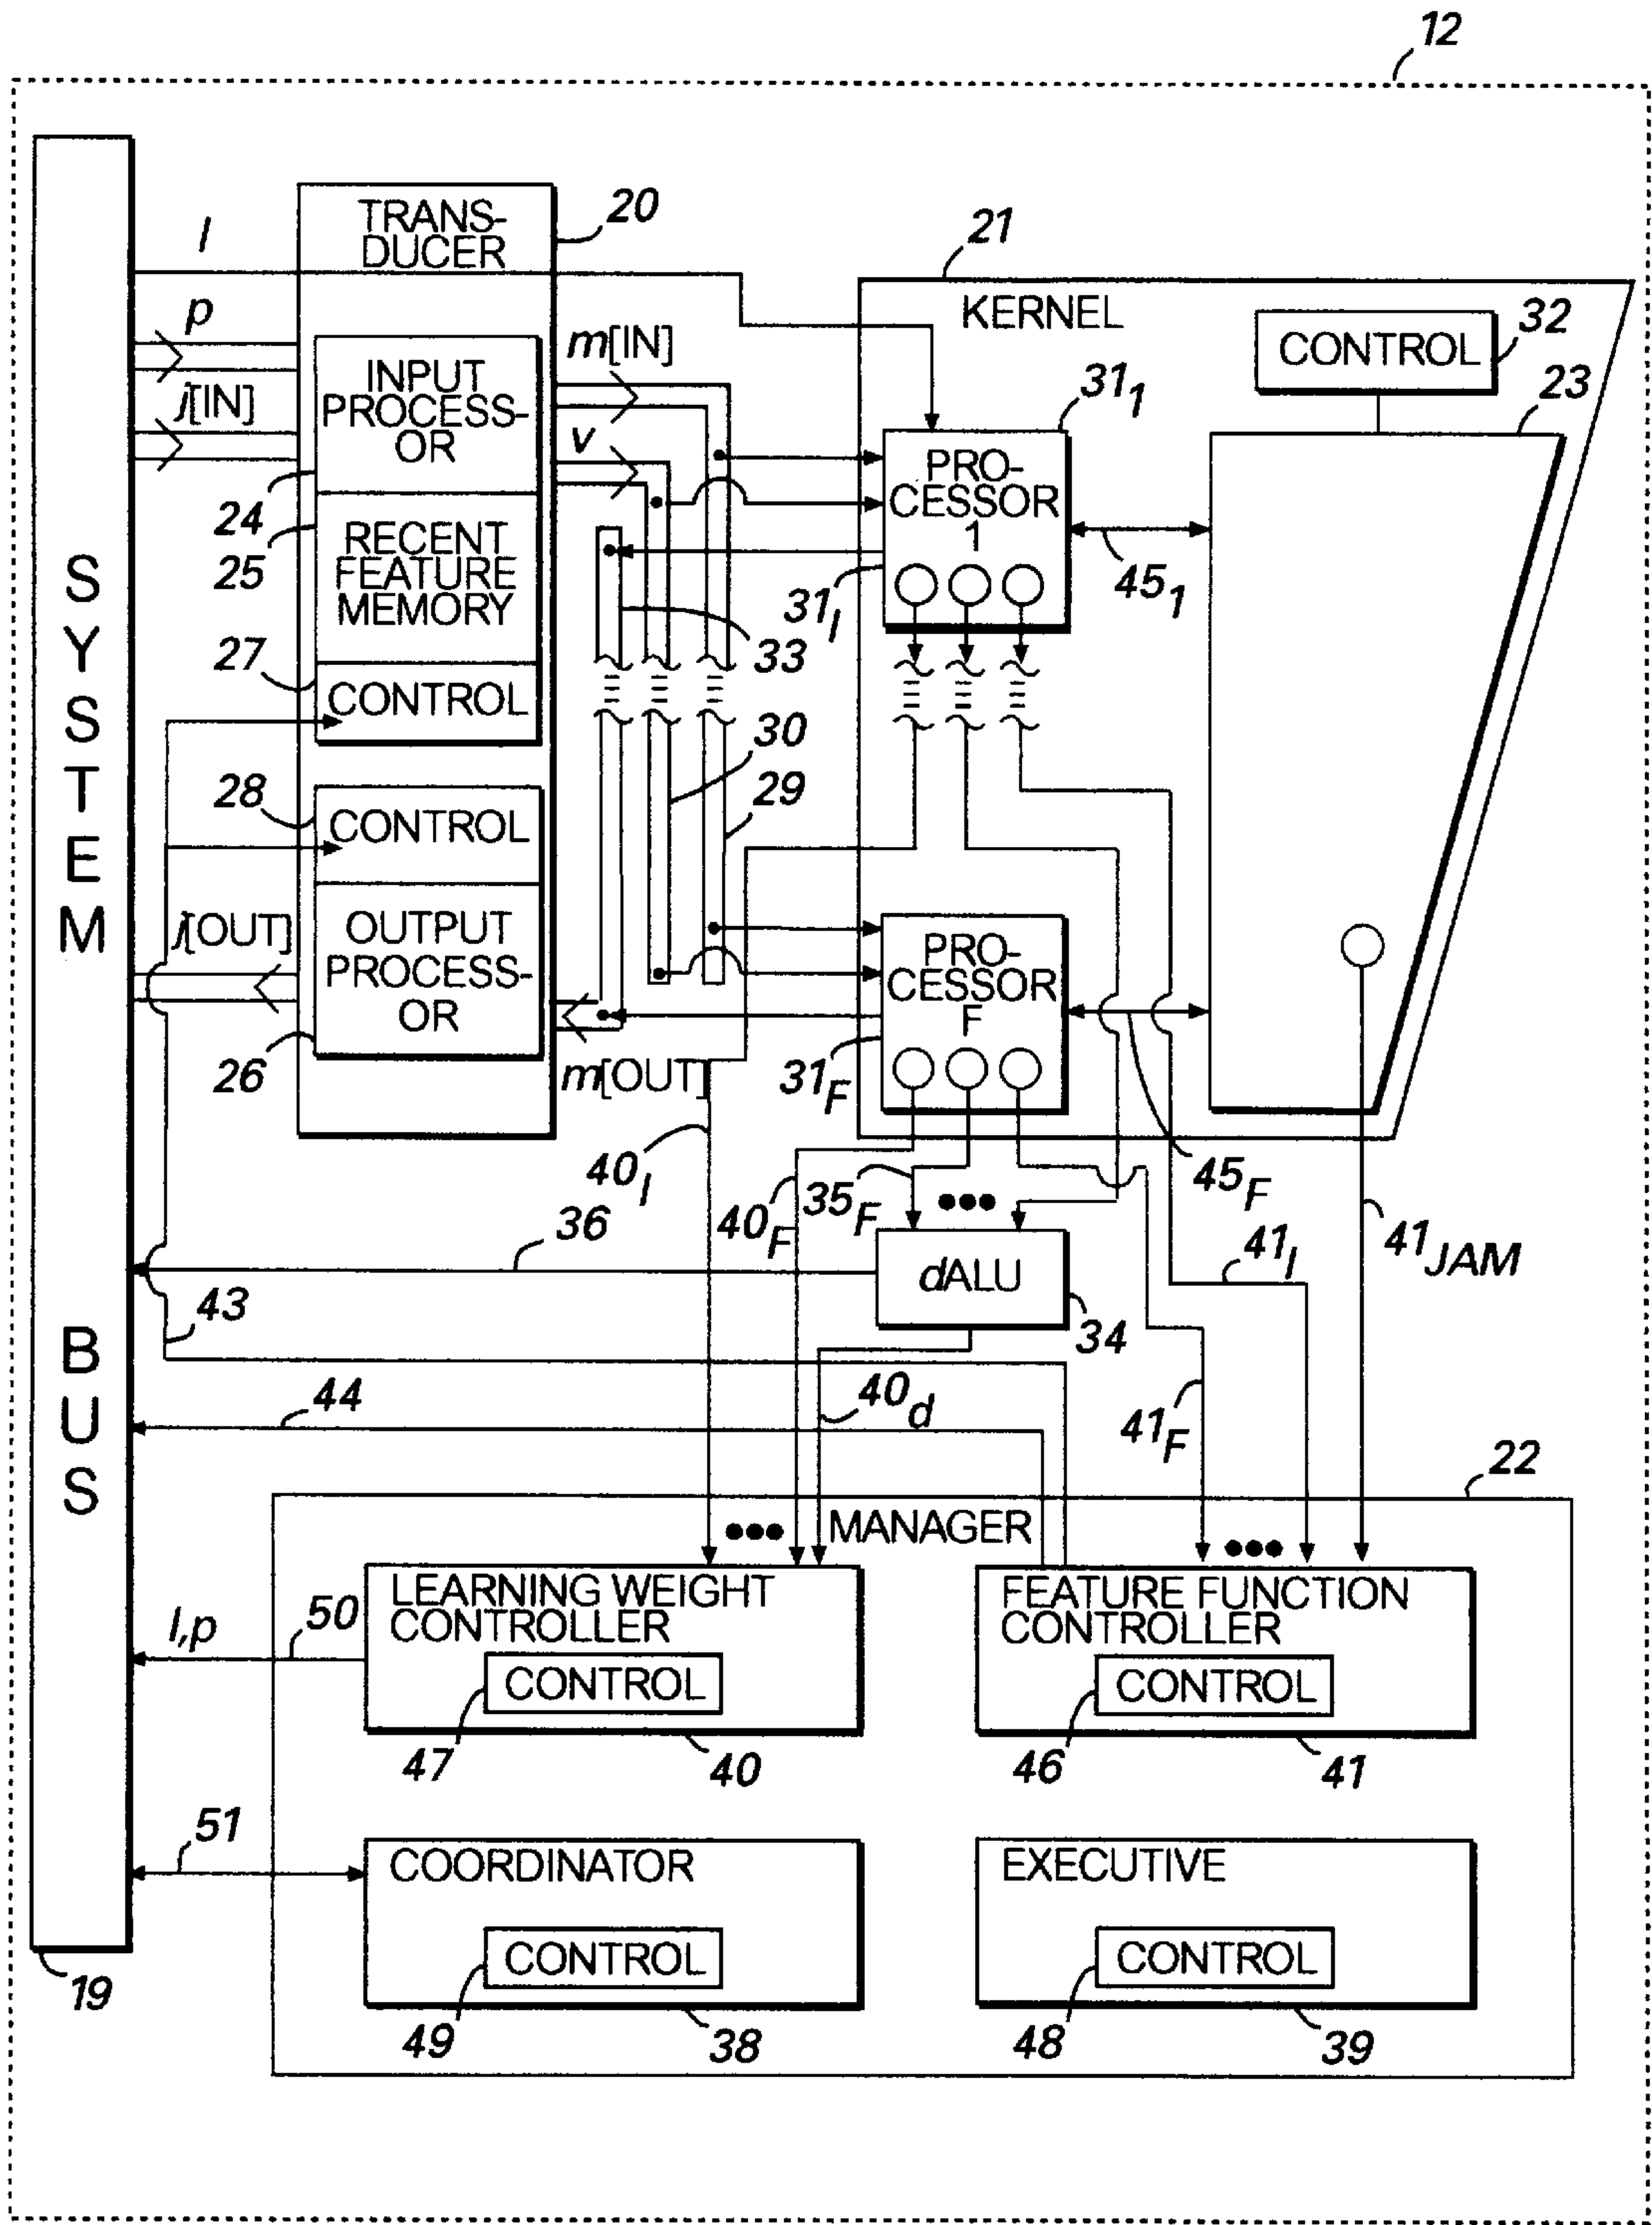 12
SYSTEM BUS
19
l
p
j[IN]
TRANS-
DUCER
20
INPUT
PROCESS-
OR
24
25
RECENT
FEATURE
MEMORY
27
CONTROL
28
CONTROL
j[OUT]
OUTPUT
PROCESS-
OR
26
m[IN]
v
33
30
29
m[OUT]
21
KERNEL
CONTROL
32
23
31 1
PRO-
CESSOR
1
31 I
45 1
PRO-
CESSOR
F
31 F
45 F
40 I
40 F
35 F
•••
36
dALU
34
43
44
40 d
41 F
41 I
41 JAM
22
•••
MANAGER
•••
LEARNING WEIGHT
CONTROLLER
CONTROL
47
40
l,p
50
FEATURE FUNCTION
CONTROLLER
CONTROL
46
41
51
COORDINATOR
CONTROL
49
38
EXECUTIVE
CONTROL
48
39